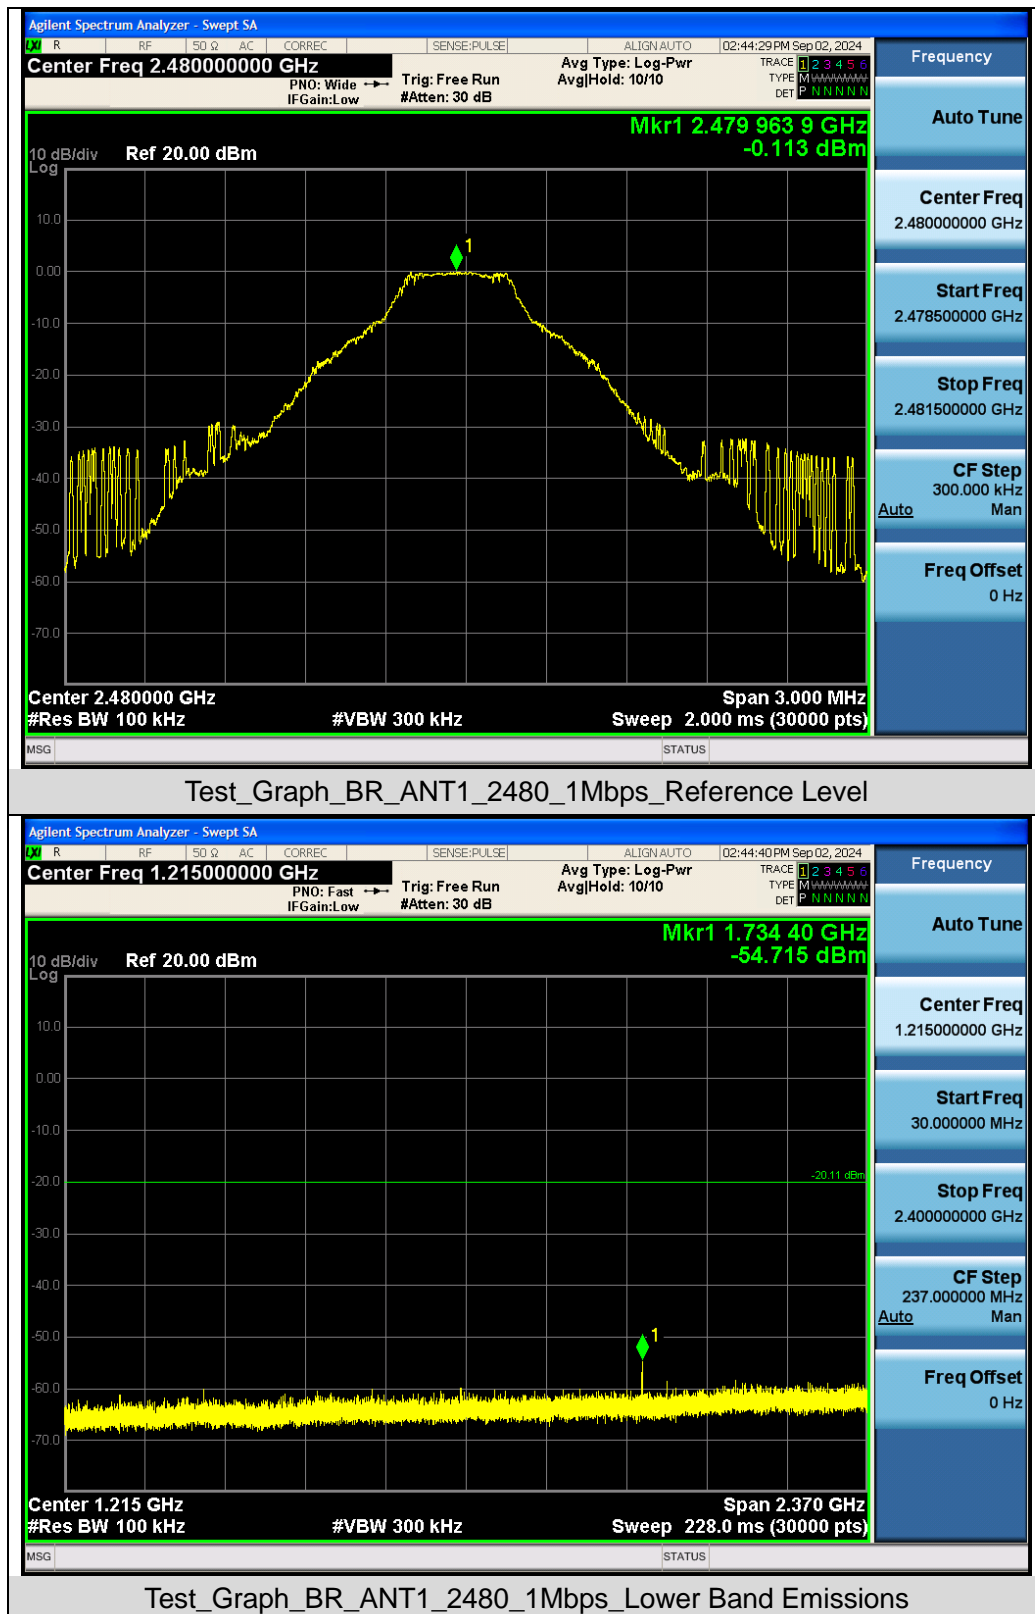 Agilent Spectrum Analyzer - Swept SA
LXI R RF 50 Ω AC CORREC SENSE:PULSE ALIGN AUTO 02:44:29 PM Sep 02, 2024
Center Freq 2.480000000 GHz
PNO: Wide
IFGain:Low
Trig: Free Run
#Atten: 30 dB
Avg Type: Log-Pwr
Avg|Hold: 10/10
TRACE 1 2 3 4 5 6
TYPE M
DET P N N N N N
Mkr1 2.479 963 9 GHz
-0.113 dBm
10 dB/div Ref 20.00 dBm
Log
10.0
1
0.00
-10.0
-20.0
-30.0
-40.0
-50.0
-60.0
-70.0
Center 2.480000 GHz Span 3.000 MHz
#Res BW 100 kHz #VBW 300 kHz Sweep 2.000 ms (30000 pts)
MSG STATUS
Frequency
Auto Tune
Center Freq
2.480000000 GHz
Start Freq
2.478500000 GHz
Stop Freq
2.481500000 GHz
CF Step
300.000 kHz
Auto Man
Freq Offset
0 Hz
Test_Graph_BR_ANT1_2480_1Mbps_Reference Level
Agilent Spectrum Analyzer - Swept SA
LXI R RF 50 Ω AC CORREC SENSE:PULSE ALIGN AUTO 02:44:40 PM Sep 02, 2024
Center Freq 1.215000000 GHz
PNO: Fast
IFGain:Low
Trig: Free Run
#Atten: 30 dB
Avg Type: Log-Pwr
Avg|Hold: 10/10
TRACE 1 2 3 4 5 6
TYPE M
DET P N N N N N
Mkr1 1.734 40 GHz
-54.715 dBm
10 dB/div Ref 20.00 dBm
Log
10.0
0.00
-10.0
-20.11 dBm
-20.0
-30.0
-40.0
-50.0
1
-60.0
-70.0
Center 1.215 GHz Span 2.370 GHz
#Res BW 100 kHz #VBW 300 kHz Sweep 228.0 ms (30000 pts)
MSG STATUS
Frequency
Auto Tune
Center Freq
1.215000000 GHz
Start Freq
30.000000 MHz
Stop Freq
2.400000000 GHz
CF Step
237.000000 MHz
Auto Man
Freq Offset
0 Hz
Test_Graph_BR_ANT1_2480_1Mbps_Lower Band Emissions